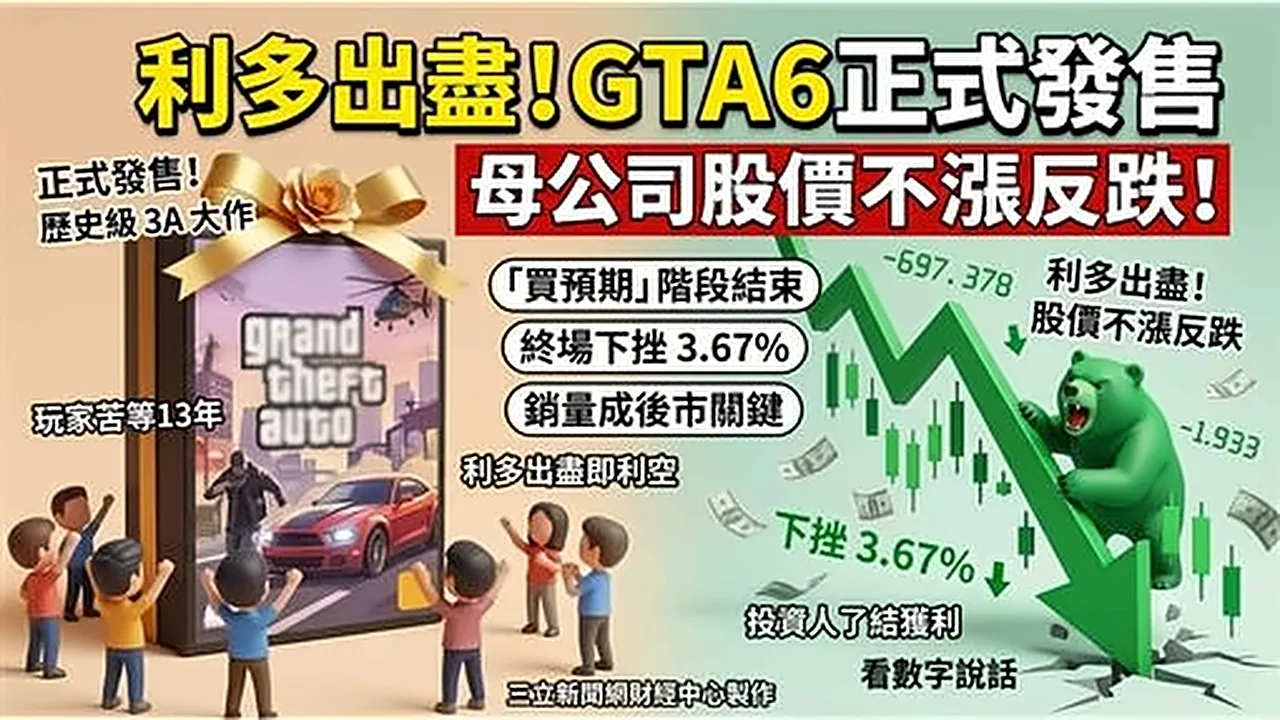 利多出盡！GTA6正式發售
母公司股價不漲反跌！
正式發售！
歷史級 3A 大作
grand
theft
auto
玩家苦等13年
「買預期」階段結束
終場下挫 3.67%
銷量成後市關鍵
利多出盡即利空
-697.378
利多出盡！
股價不漲反跌
-1.933
下挫 3.67%
投資人了結獲利
看數字說話
三立新聞網財經中心製作